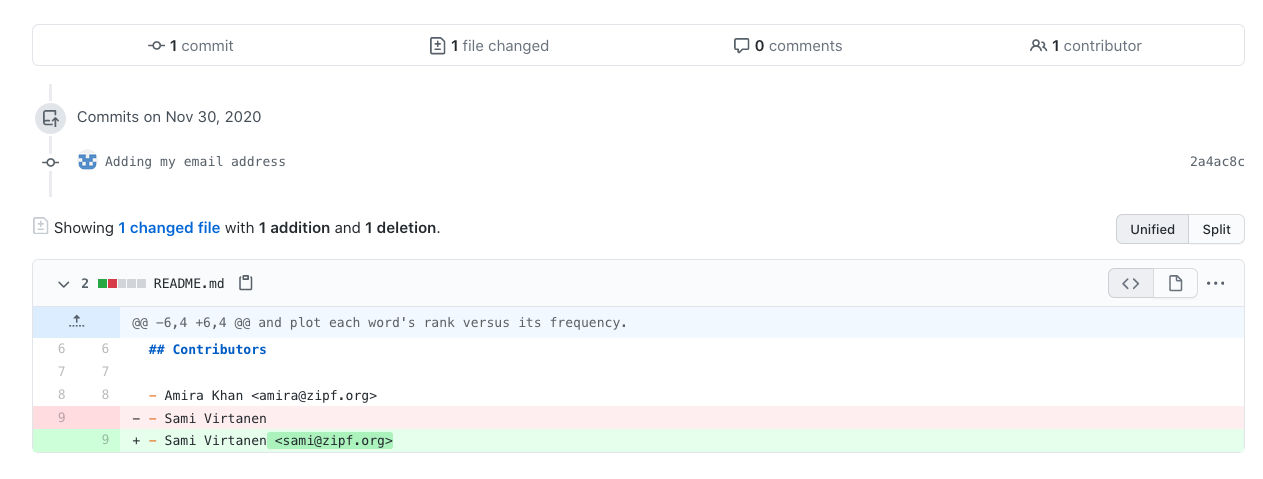 1 commit 1 file changed 0 comments 1 contributor
Commits on Nov 30, 2020
Adding my email address 2a4ac8c
Showing 1 changed file with 1 addition and 1 deletion. Unified Split
2 README.md
@@ -6,4 +6,4 @@ and plot each word's rank versus its frequency.
6 6 ## Contributors
7 7
8 8 - Amira Khan <amira@zipf.org>
9 - - Sami Virtanen
9 + - Sami Virtanen <sami@zipf.org>